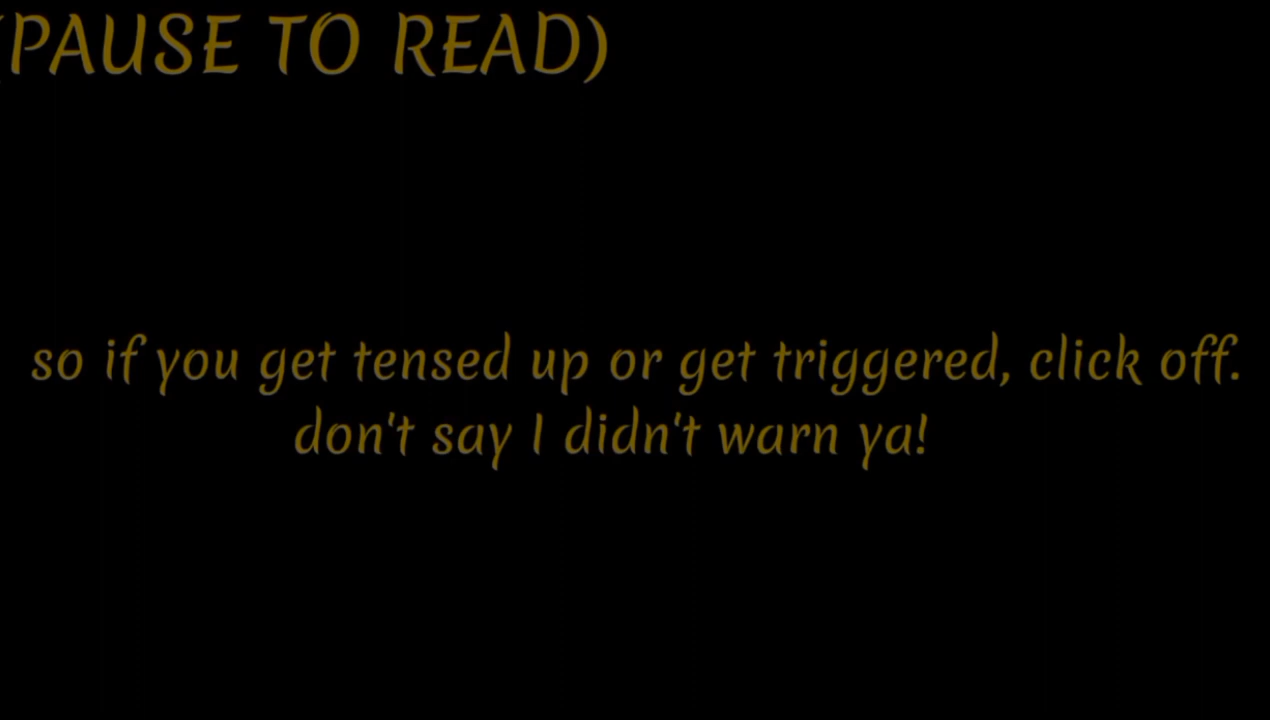 (PAUSE TO READ)
so if you get tensed up or get triggered, click off.
don't say I didn't warn ya!